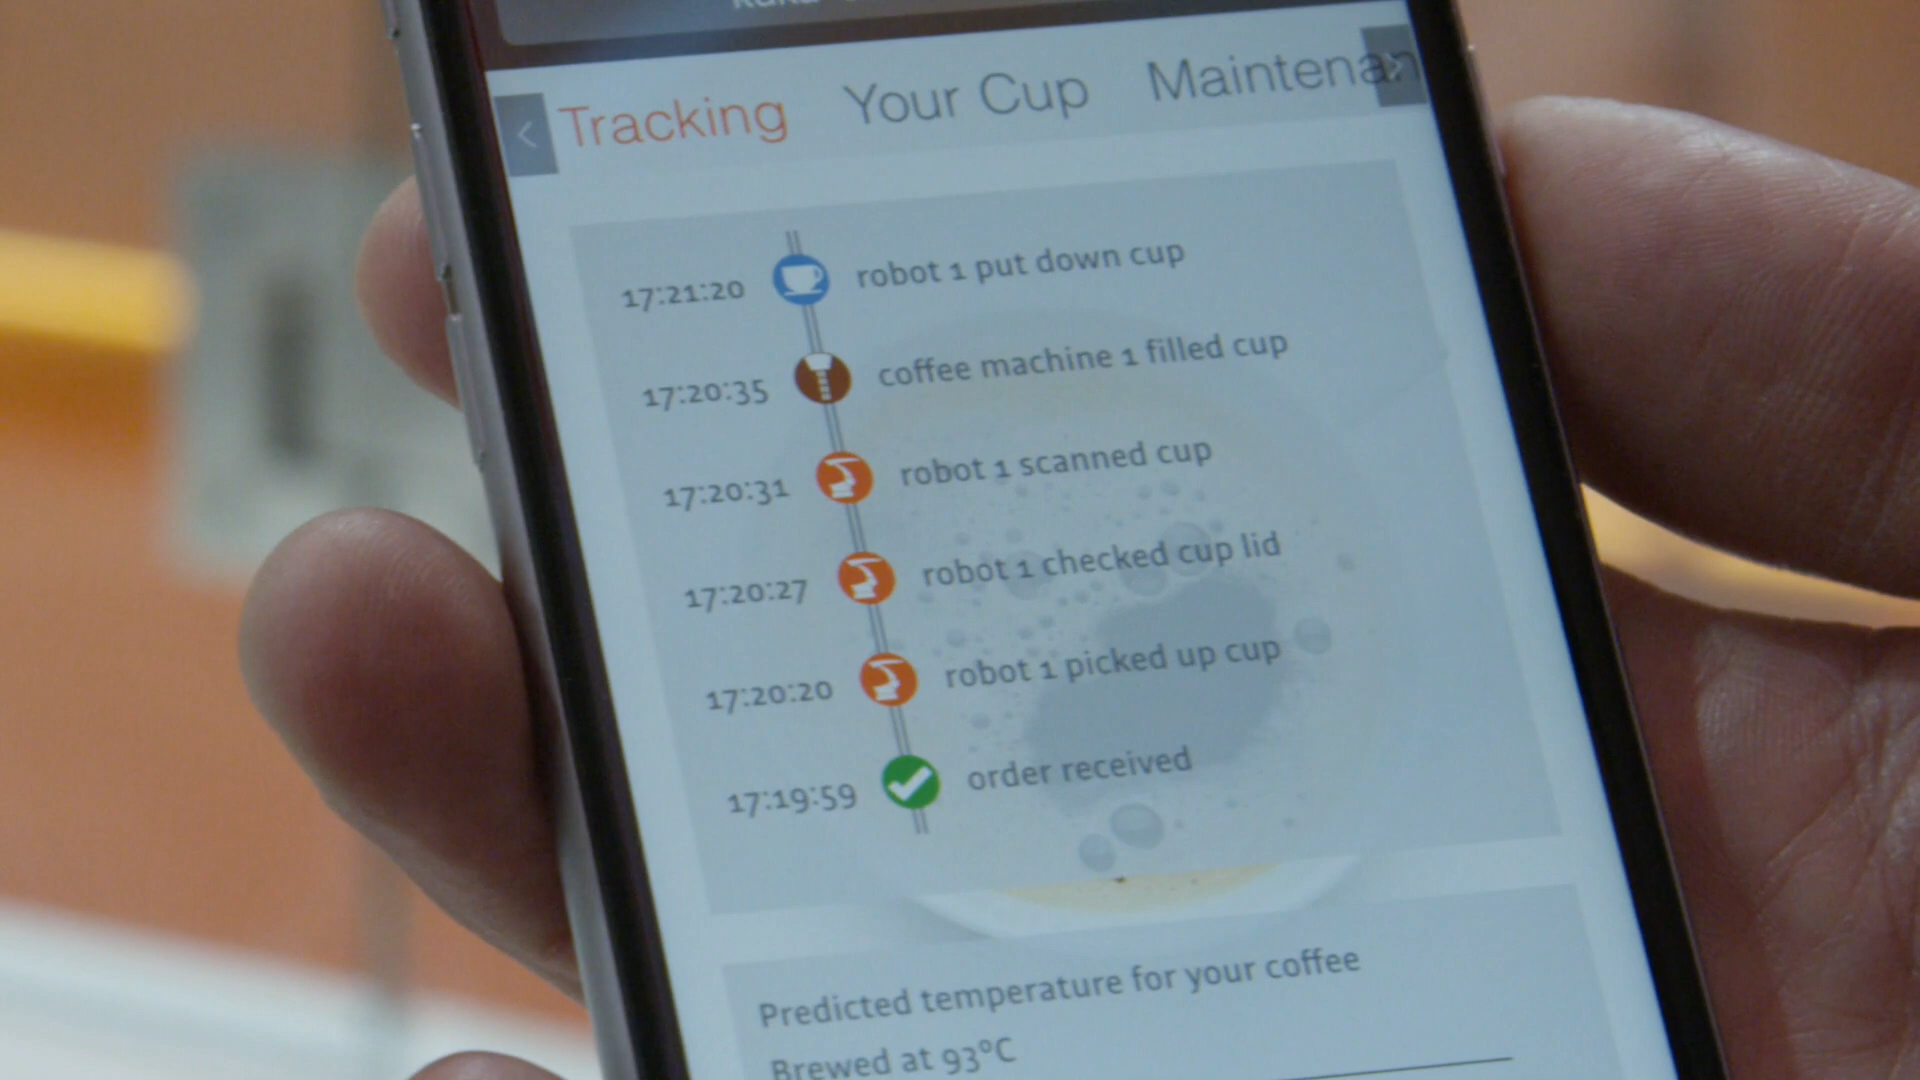 Tracking Your Cup Maintenan
17:21:20 robot 1 put down cup
17:20:35 coffee machine 1 filled cup
17:20:31 robot 1 scanned cup
17:20:27 robot 1 checked cup lid
17:20:20 robot 1 picked up cup
17:19:59 order received
Predicted temperature for your coffee
Brewed at 93°C